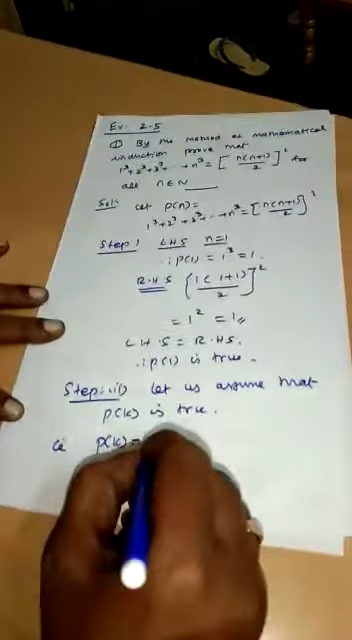 Ex: 2-5
① By the method of mathematical
induction prove that
1³+2³+3³+...+n³ = [n(n+1)/2]² for
all n∈N
Sol:- Let P(n)=
1³+2³+3³+...+n³=[n(n+1)/2]²
Step 1 LHS n=1
∴P(1) = 1³ = 1.
R.H.S [1(1+1)/2]²
= 1² = 1
L.H.S = R.H.S.
∴P(1) is true.
Step:-ii) Let us assume that
P(k) is true.
ie P(k)=